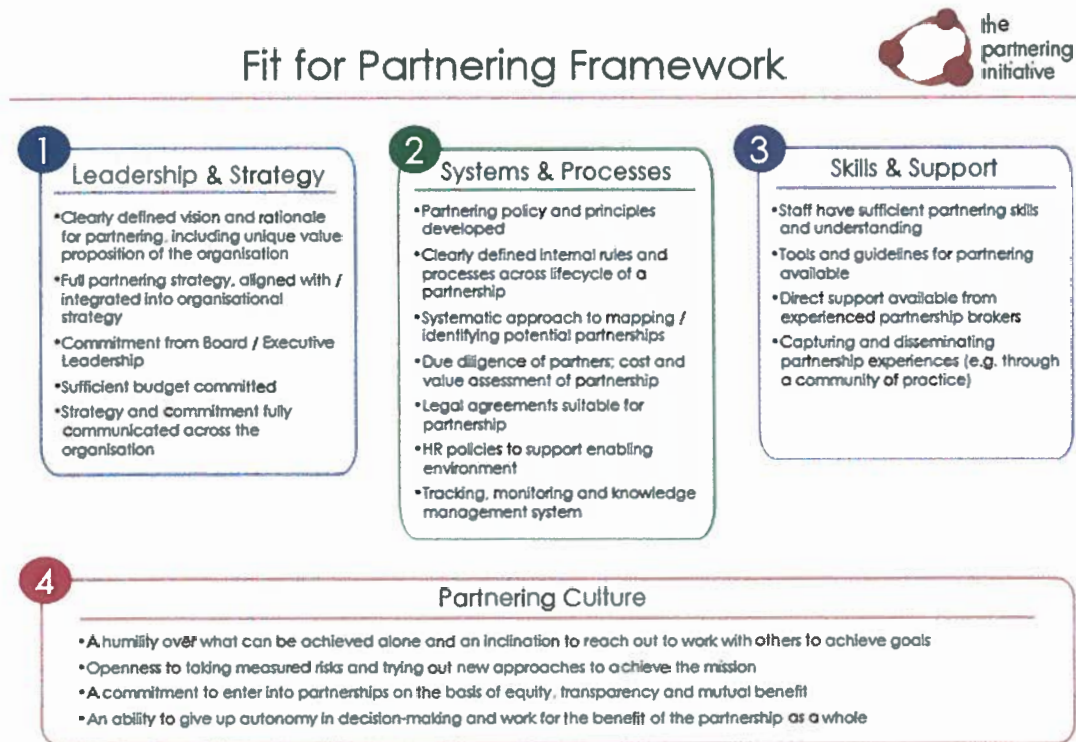 Fit for Partnering Framework
the
partnering
initiative
1
Leadership & Strategy
•Clearly defined vision and rationale
for partnering, including unique value
proposition of the organisation
•Full partnering strategy, aligned with /
integrated into organisational
strategy
•Commitment from Board / Executive
Leadership
•Sufficient budget committed
•Strategy and commitment fully
communicated across the
organisation
2
Systems & Processes
•Partnering policy and principles
developed
•Clearly defined internal rules and
processes across lifecycle of a
partnership
•Systematic approach to mapping /
identifying potential partnerships
•Due diligence of partners; cost and
value assessment of partnership
•Legal agreements suitable for
partnership
•HR policies to support enabling
environment
•Tracking, monitoring and knowledge
management system
3
Skills & Support
•Staff have sufficient partnering skills
and understanding
•Tools and guidelines for partnering
available
•Direct support available from
experienced partnership brokers
•Capturing and disseminating
partnership experiences (e.g. through
a community of practice)
4
Partnering Culture
•A humility over what can be achieved alone and an inclination to reach out to work with others to achieve goals
•Openness to taking measured risks and trying out new approaches to achieve the mission
•A commitment to enter into partnerships on the basis of equity, transparency and mutual benefit
•An ability to give up autonomy in decision-making and work for the benefit of the partnership as a whole